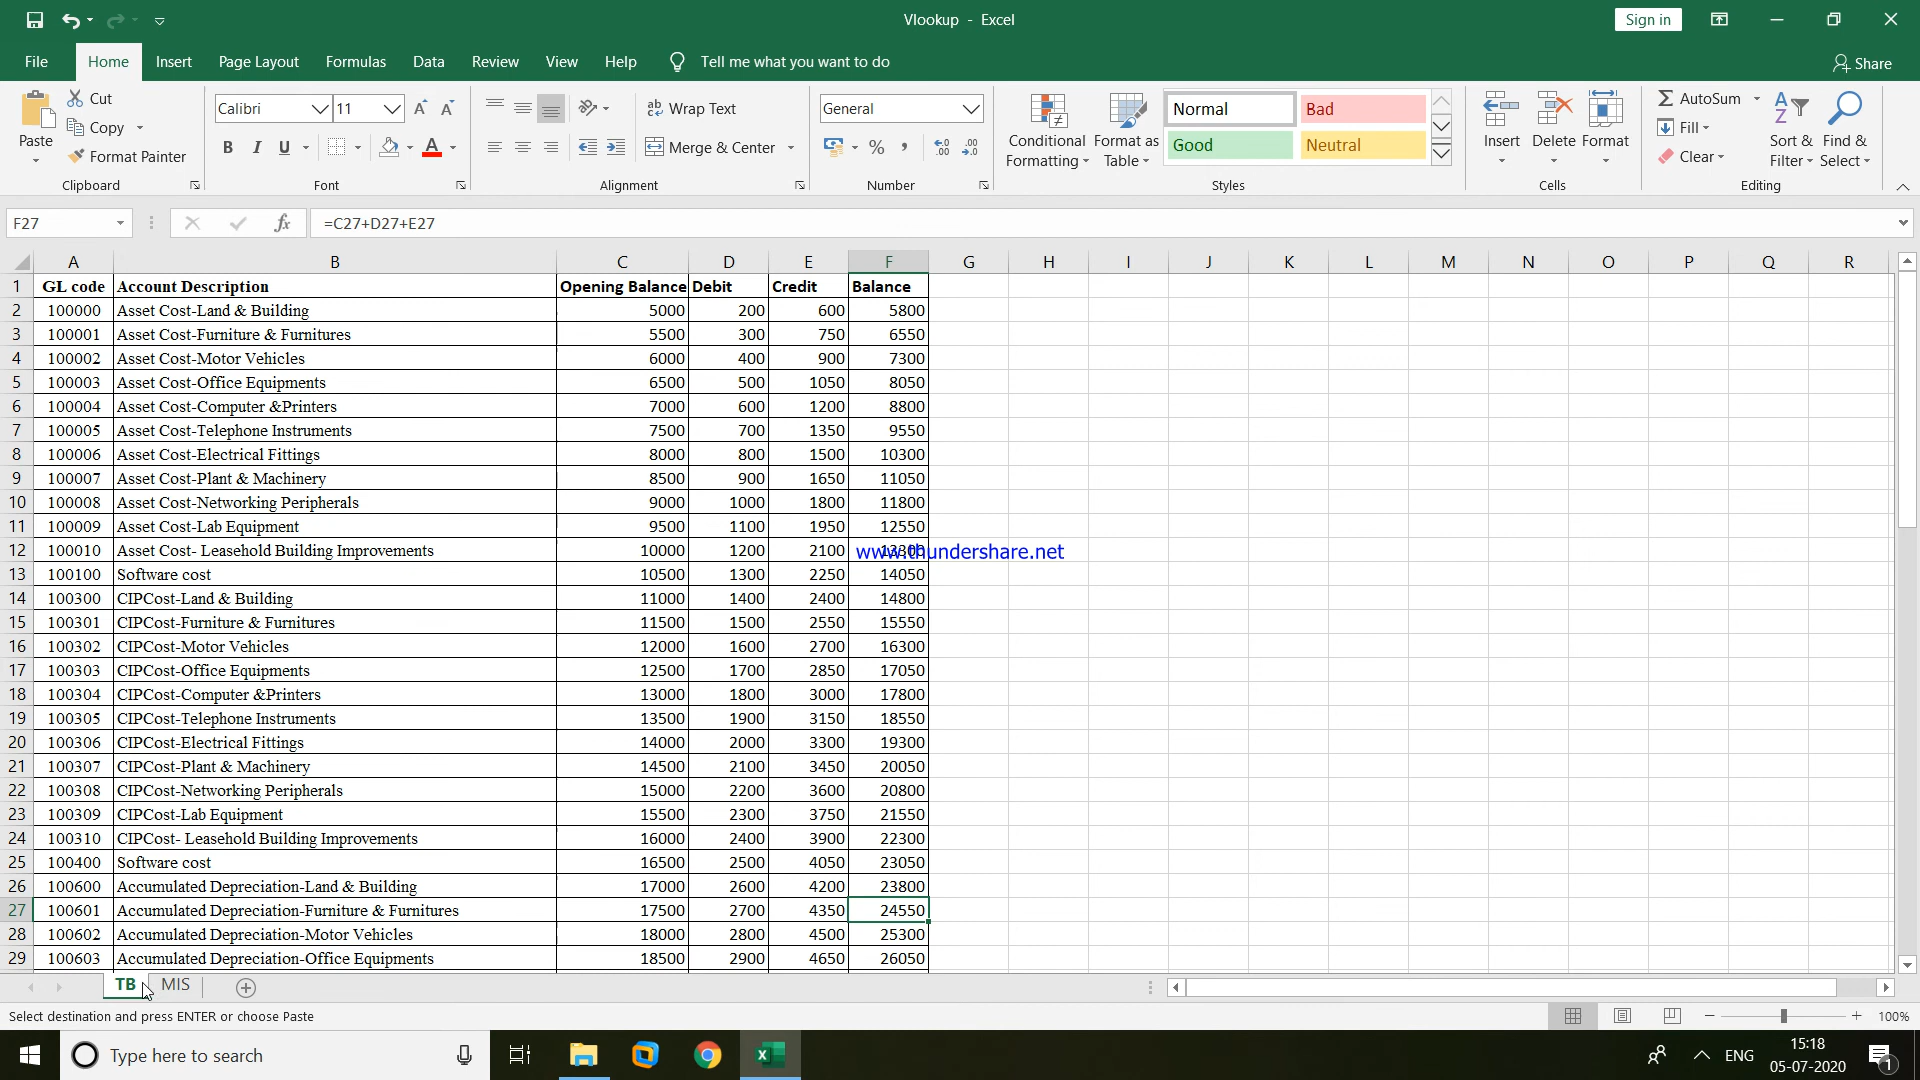 Vlookup - Excel
Sign in
File Home Insert Page Layout Formulas Data Review View Help Tell me what you want to do Share
Paste
Cut
Copy
Format Painter
Clipboard
Calibri 11
B I U A
Font
Wrap Text
Merge & Center
Alignment
General
% ,
Number
Conditional Formatting
Format as Table
Normal Bad
Good Neutral
Styles
Insert Delete Format
Cells
AutoSum
Fill
Clear
Sort & Filter
Find & Select
Editing
F27 fx =C27+D27+E27
A B C D E F G H I J K L M N O P Q R
1 GL code Account Description Opening Balance Debit Credit Balance
2 100000 Asset Cost-Land & Building 5000 200 600 5800
3 100001 Asset Cost-Furniture & Furnitures 5500 300 750 6550
4 100002 Asset Cost-Motor Vehicles 6000 400 900 7300
5 100003 Asset Cost-Office Equipments 6500 500 1050 8050
6 100004 Asset Cost-Computer &Printers 7000 600 1200 8800
7 100005 Asset Cost-Telephone Instruments 7500 700 1350 9550
8 100006 Asset Cost-Electrical Fittings 8000 800 1500 10300
9 100007 Asset Cost-Plant & Machinery 8500 900 1650 11050
10 100008 Asset Cost-Networking Peripherals 9000 1000 1800 11800
11 100009 Asset Cost-Lab Equipment 9500 1100 1950 12550
12 100010 Asset Cost- Leasehold Building Improvements 10000 1200 2100 13300
www.thundershare.net
13 100100 Software cost 10500 1300 2250 14050
14 100300 CIPCost-Land & Building 11000 1400 2400 14800
15 100301 CIPCost-Furniture & Furnitures 11500 1500 2550 15550
16 100302 CIPCost-Motor Vehicles 12000 1600 2700 16300
17 100303 CIPCost-Office Equipments 12500 1700 2850 17050
18 100304 CIPCost-Computer &Printers 13000 1800 3000 17800
19 100305 CIPCost-Telephone Instruments 13500 1900 3150 18550
20 100306 CIPCost-Electrical Fittings 14000 2000 3300 19300
21 100307 CIPCost-Plant & Machinery 14500 2100 3450 20050
22 100308 CIPCost-Networking Peripherals 15000 2200 3600 20800
23 100309 CIPCost-Lab Equipment 15500 2300 3750 21550
24 100310 CIPCost- Leasehold Building Improvements 16000 2400 3900 22300
25 100400 Software cost 16500 2500 4050 23050
26 100600 Accumulated Depreciation-Land & Building 17000 2600 4200 23800
27 100601 Accumulated Depreciation-Furniture & Furnitures 17500 2700 4350 24550
28 100602 Accumulated Depreciation-Motor Vehicles 18000 2800 4500 25300
29 100603 Accumulated Depreciation-Office Equipments 18500 2900 4650 26050
TB MIS
Select destination and press ENTER or choose Paste
100%
Type here to search
ENG
15:18
05-07-2020
1